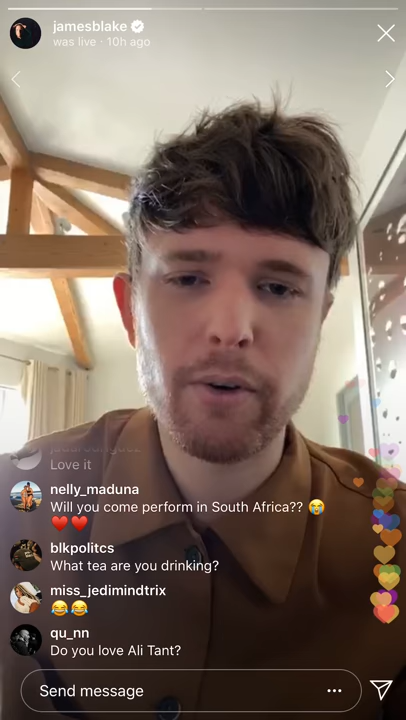 jamesblake
was live · 10h ago
Love it
nelly_maduna
Will you come perform in South Africa?? 😭
❤️❤️
blkpolitcs
What tea are you drinking?
miss_jedimindtrix
😂😂
qu_nn
Do you love Ali Tant?
Send message